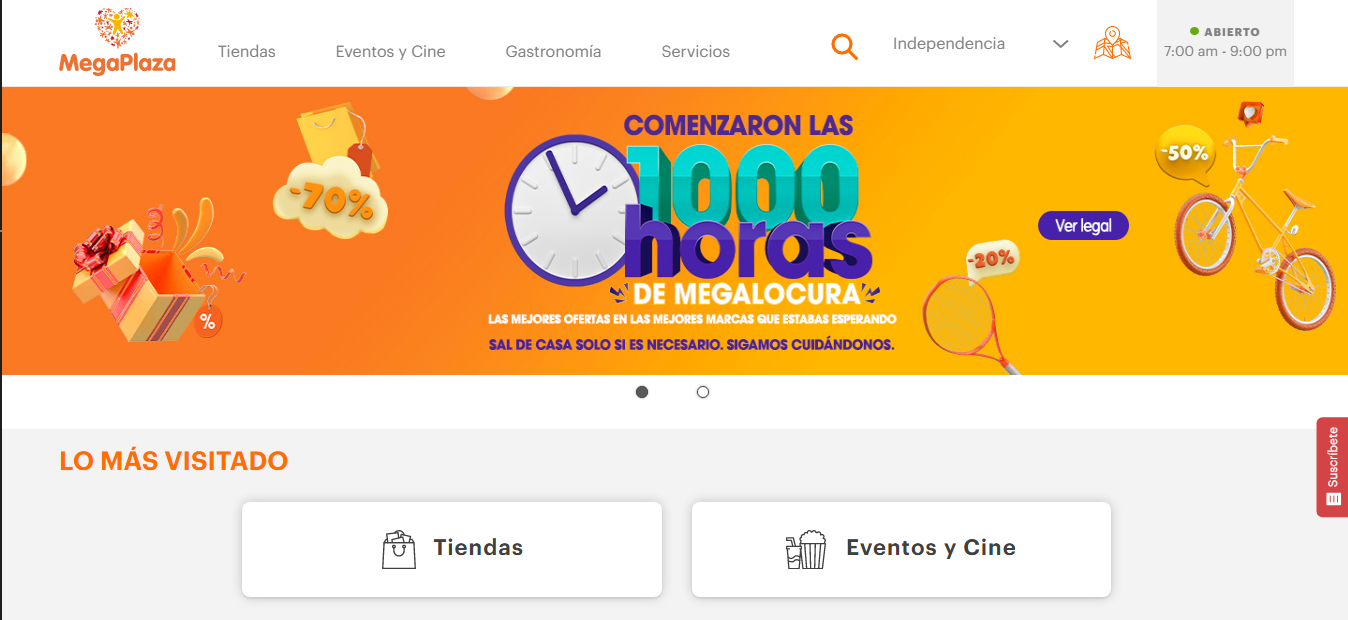 MegaPlaza
Tiendas
Eventos y Cine
Gastronomía
Servicios
Independencia
ABIERTO
7:00 am - 9:00 pm
COMENZARON LAS
1000
horas
DE MEGALOCURA
LAS MEJORES OFERTAS EN LAS MEJORES MARCAS QUE ESTABAS ESPERANDO
SAL DE CASA SOLO SI ES NECESARIO. SIGAMOS CUIDÁNDONOS.
-70%
%
-20%
Ver legal
-50%
Suscríbete
LO MÁS VISITADO
Tiendas
Eventos y Cine